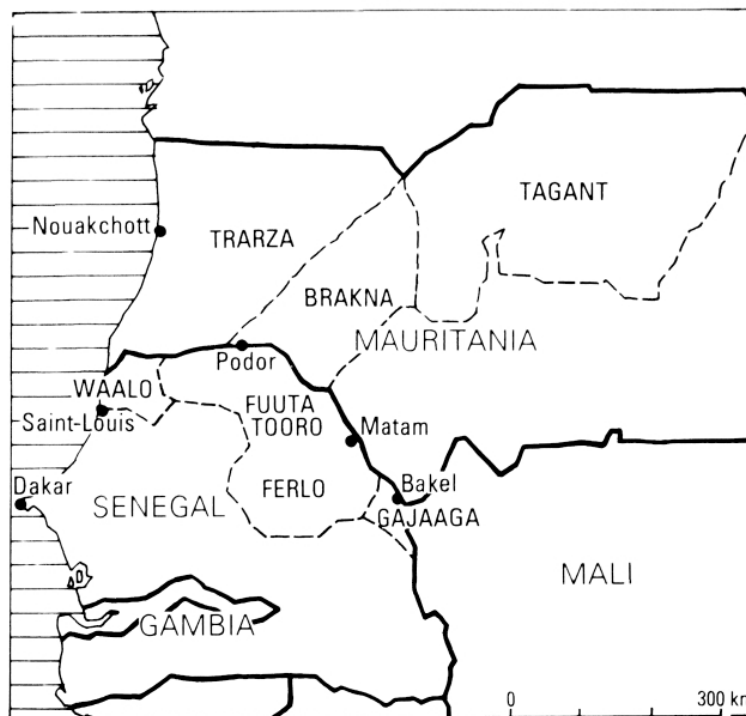 TAGANT
Nouakchott
TRARZA
BRAKNA
MAURITANIA
Podor
WAALO
FUUTA
TOORO
Saint-Louis
Matam
Dakar
SENEGAL
FERLO
Bakel
GAJAAGA
MALI
GAMBIA
0 300 km